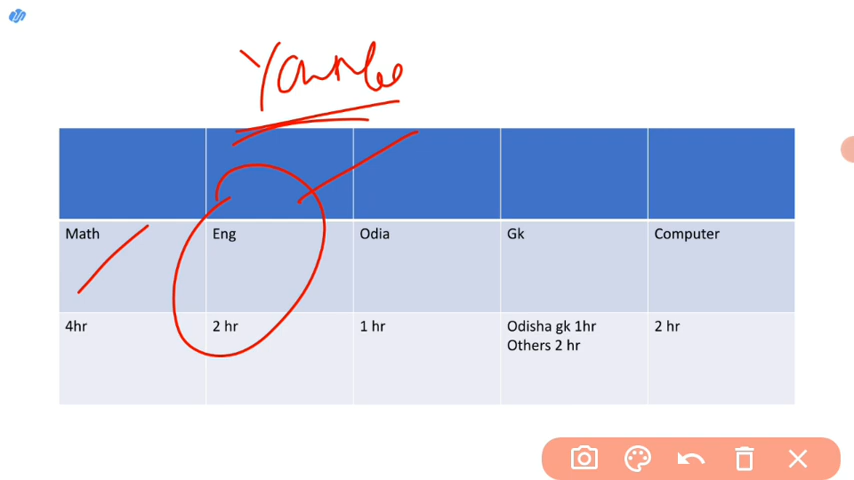 Math Eng Odia Gk Computer
4hr 2 hr 1 hr Odisha gk 1hr 2 hr
Others 2 hr